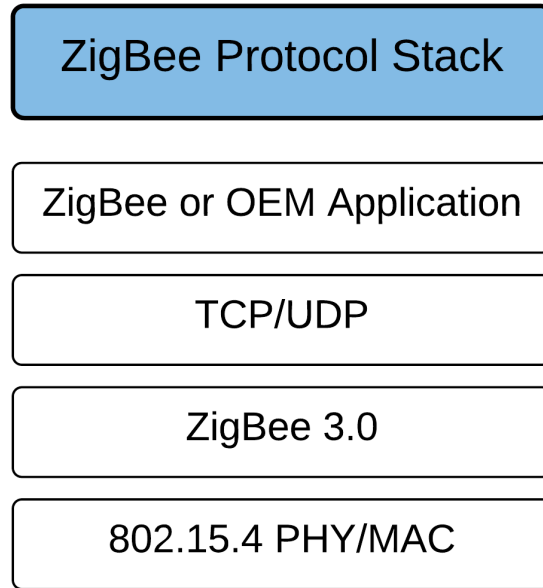 ZigBee Protocol Stack
ZigBee or OEM Application
TCP/UDP
ZigBee 3.0
802.15.4 PHY/MAC